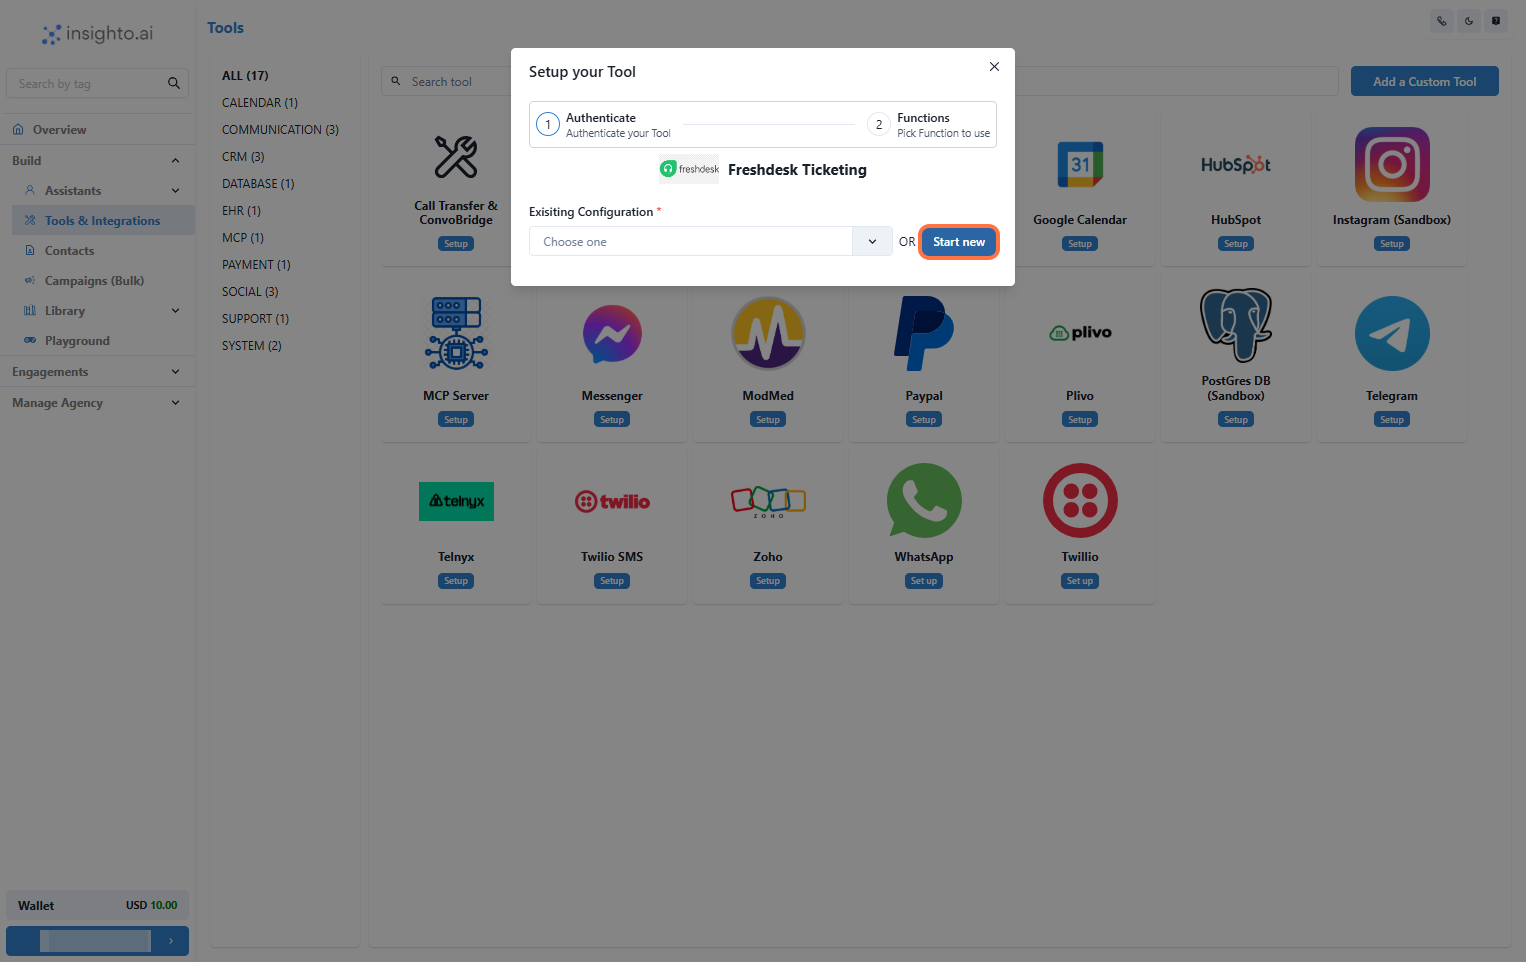 insighto.ai
Search by tag
Overview
Build
Assistants
Tools & Integrations
Contacts
Campaigns (Bulk)
Library
Playground
Engagements
Manage Agency
Wallet
USD 10.00
Tools
ALL (17)
CALENDAR (1)
COMMUNICATION (3)
CRM (3)
DATABASE (1)
EHR (1)
MCP (1)
PAYMENT (1)
SOCIAL (3)
SUPPORT (1)
SYSTEM (2)
Search tool
Add a Custom Tool
Setup your Tool
1
Authenticate
Authenticate your Tool
2
Functions
Pick Function to use
freshdesk
Freshdesk Ticketing
Exisiting Configuration *
Choose one
OR
Start new
Call Transfer &
ConvoBridge
Setup
31
Google Calendar
Setup
HubSpot
HubSpot
Setup
Instagram (Sandbox)
Setup
MCP Server
Setup
Messenger
Setup
ModMed
Setup
Paypal
Setup
plivo
Plivo
Setup
PostGres DB
(Sandbox)
Setup
Telegram
Setup
telnyx
Telnyx
Setup
twilio
Twilio SMS
Setup
ZOHO
Zoho
Setup
WhatsApp
Set up
Twillio
Set up